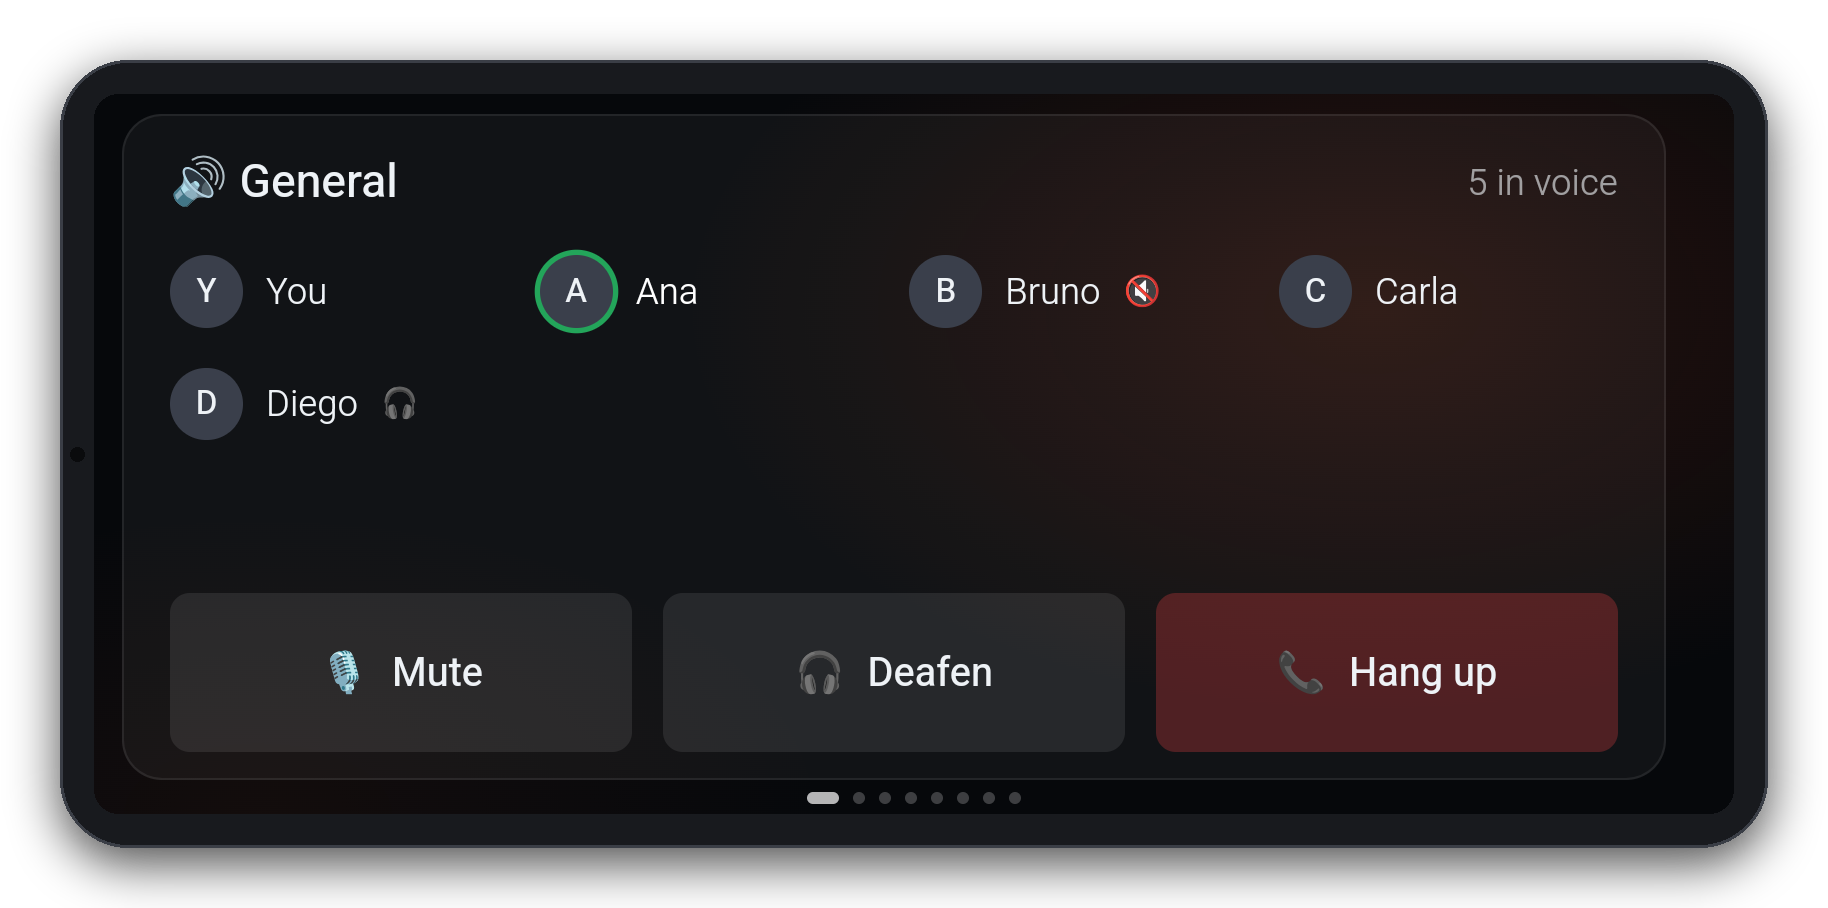 General
5 in voice
Y You
A Ana
B Bruno
C Carla
D Diego
Mute
Deafen
Hang up